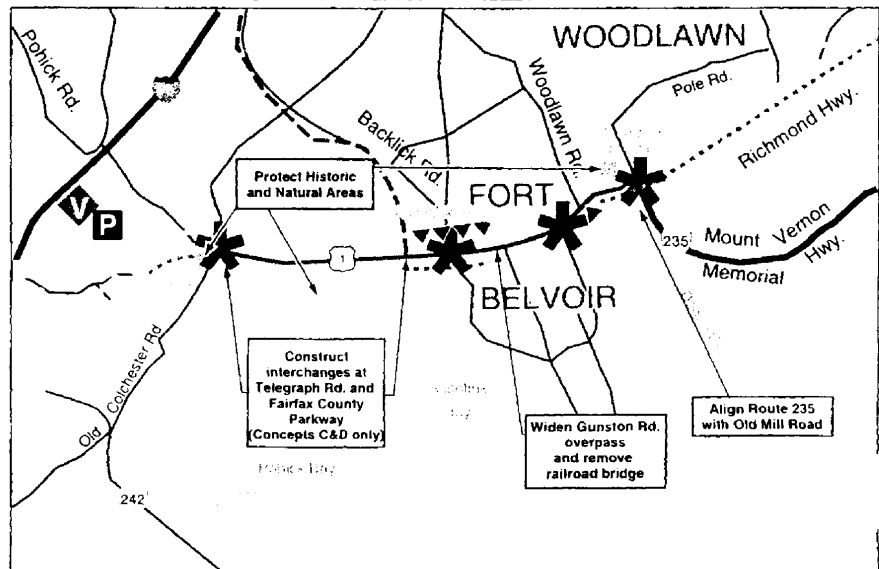 WOODLAWN
Pohick Rd.
Pole Rd.
Woodlawn Rd.
Richmond Hwy.
Backlick Rd.
Protect Historic
and Natural Areas
FORT
V
P
1
235
Mount Vernon
Memorial Hwy.
BELVOIR
Old Colchester Rd
Construct
interchanges at
Telegraph Rd. and
Fairfax County
Parkway
(Concepts C&D only)
Widen Gunston Rd.
overpass
and remove
railroad bridge
Align Route 235
with Old Mill Road
Pohick Bay
242